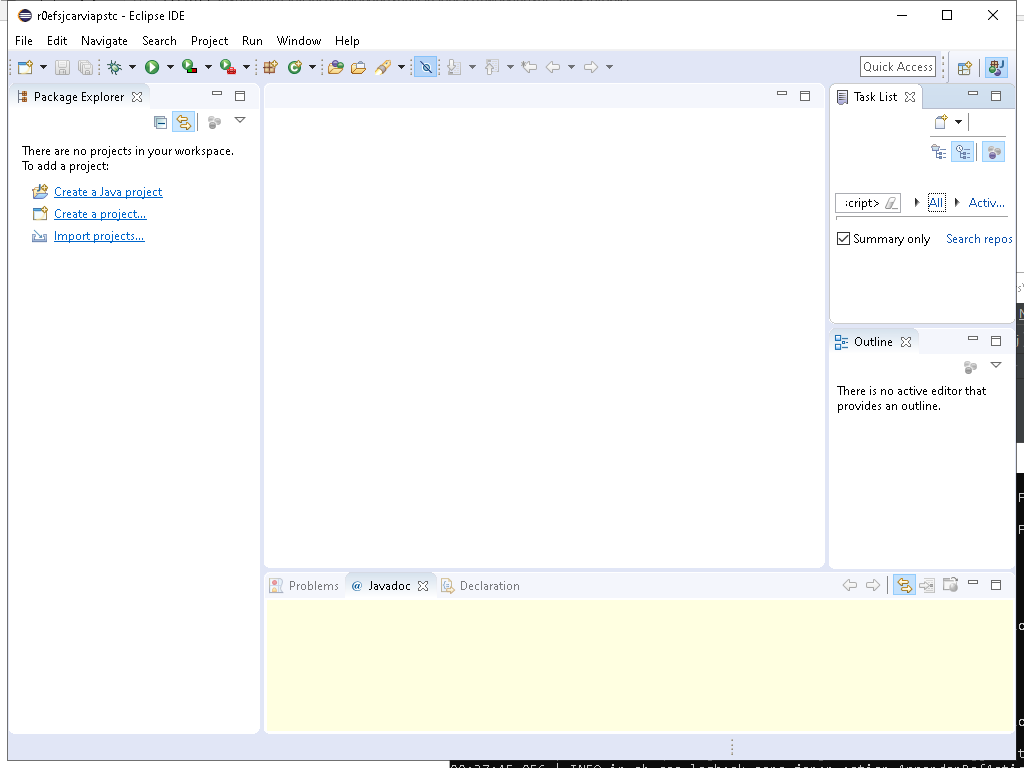 r0efsjcarviapstc - Eclipse IDE
File Edit Navigate Search Project Run Window Help
Quick Access
Package Explorer
There are no projects in your workspace.
To add a project:
Create a Java project
Create a project...
Import projects...
Task List
:cript> All Activ...
Summary only Search repos
Outline
There is no active editor that
provides an outline.
Problems @ Javadoc Declaration